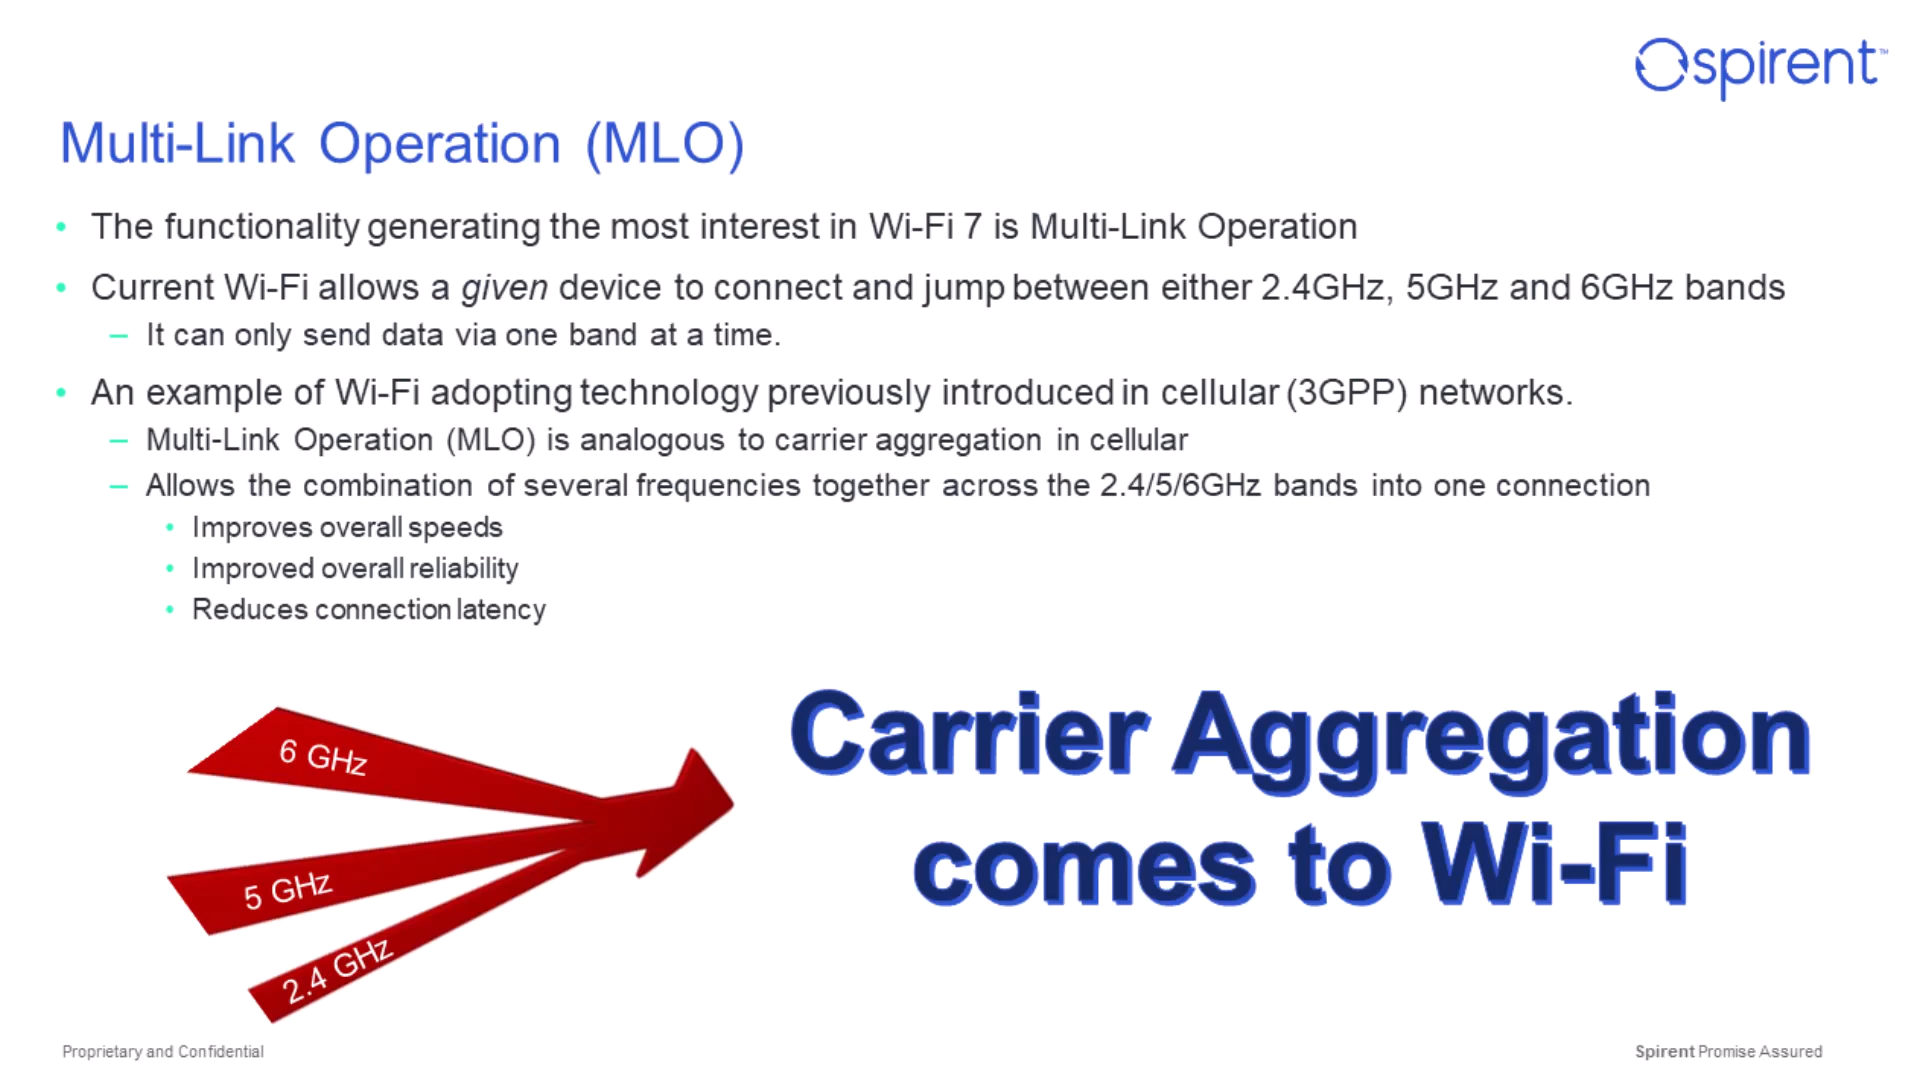 spirent™
Multi-Link Operation (MLO)
• The functionality generating the most interest in Wi-Fi 7 is Multi-Link Operation
• Current Wi-Fi allows a given device to connect and jump between either 2.4GHz, 5GHz and 6GHz bands
– It can only send data via one band at a time.
• An example of Wi-Fi adopting technology previously introduced in cellular (3GPP) networks.
– Multi-Link Operation (MLO) is analogous to carrier aggregation in cellular
– Allows the combination of several frequencies together across the 2.4/5/6GHz bands into one connection
• Improves overall speeds
• Improved overall reliability
• Reduces connection latency
6 GHz
5 GHz
2.4 GHz
Carrier Aggregation
comes to Wi-Fi
Proprietary and Confidential
Spirent Promise Assured